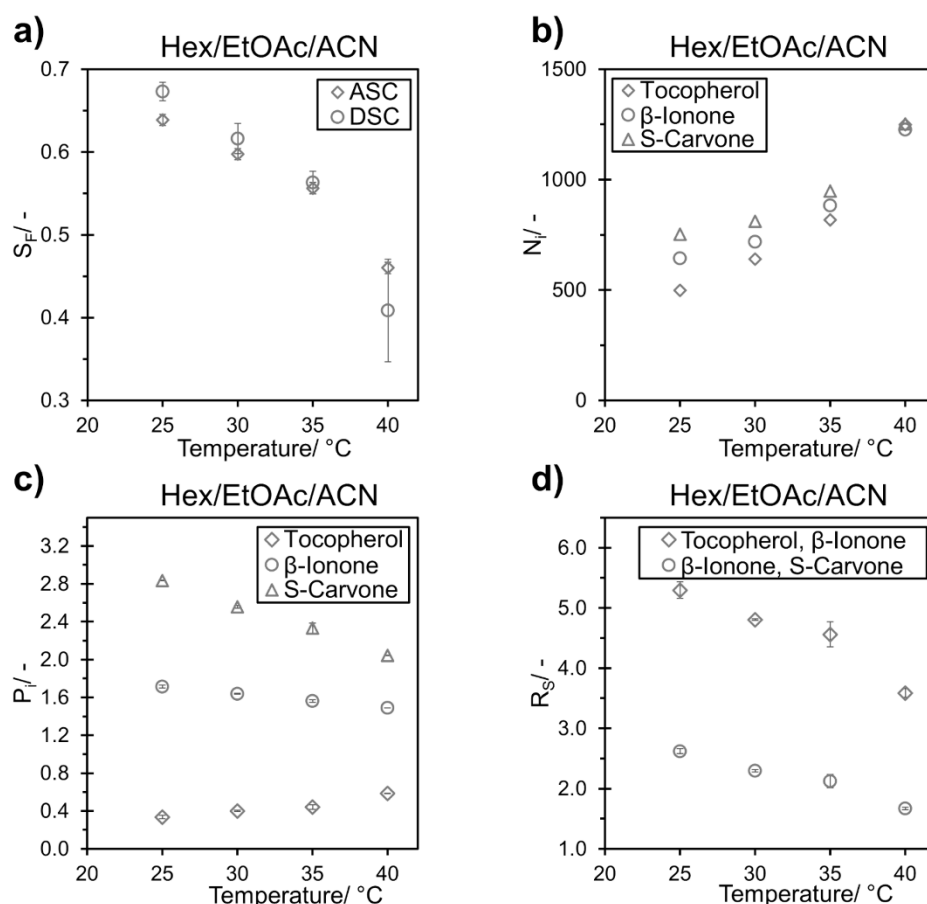 a)
Hex/EtOAc/ACN
0.7
0.6
0.5
0.4
0.3
S_F/ -
ASC
DSC
20 25 30 35 40
Temperature/ °C
b)
Hex/EtOAc/ACN
1500
1000
500
0
N_i/ -
Tocopherol
β-Ionone
S-Carvone
20 25 30 35 40
Temperature/ °C
c)
Hex/EtOAc/ACN
3.2
2.8
2.4
2.0
1.6
1.2
0.8
0.4
0.0
P_i/ -
Tocopherol
β-Ionone
S-Carvone
20 25 30 35 40
Temperature/ °C
d)
Hex/EtOAc/ACN
6.0
5.0
4.0
3.0
2.0
1.0
R_S/ -
Tocopherol, β-Ionone
β-Ionone, S-Carvone
20 25 30 35 40
Temperature/ °C